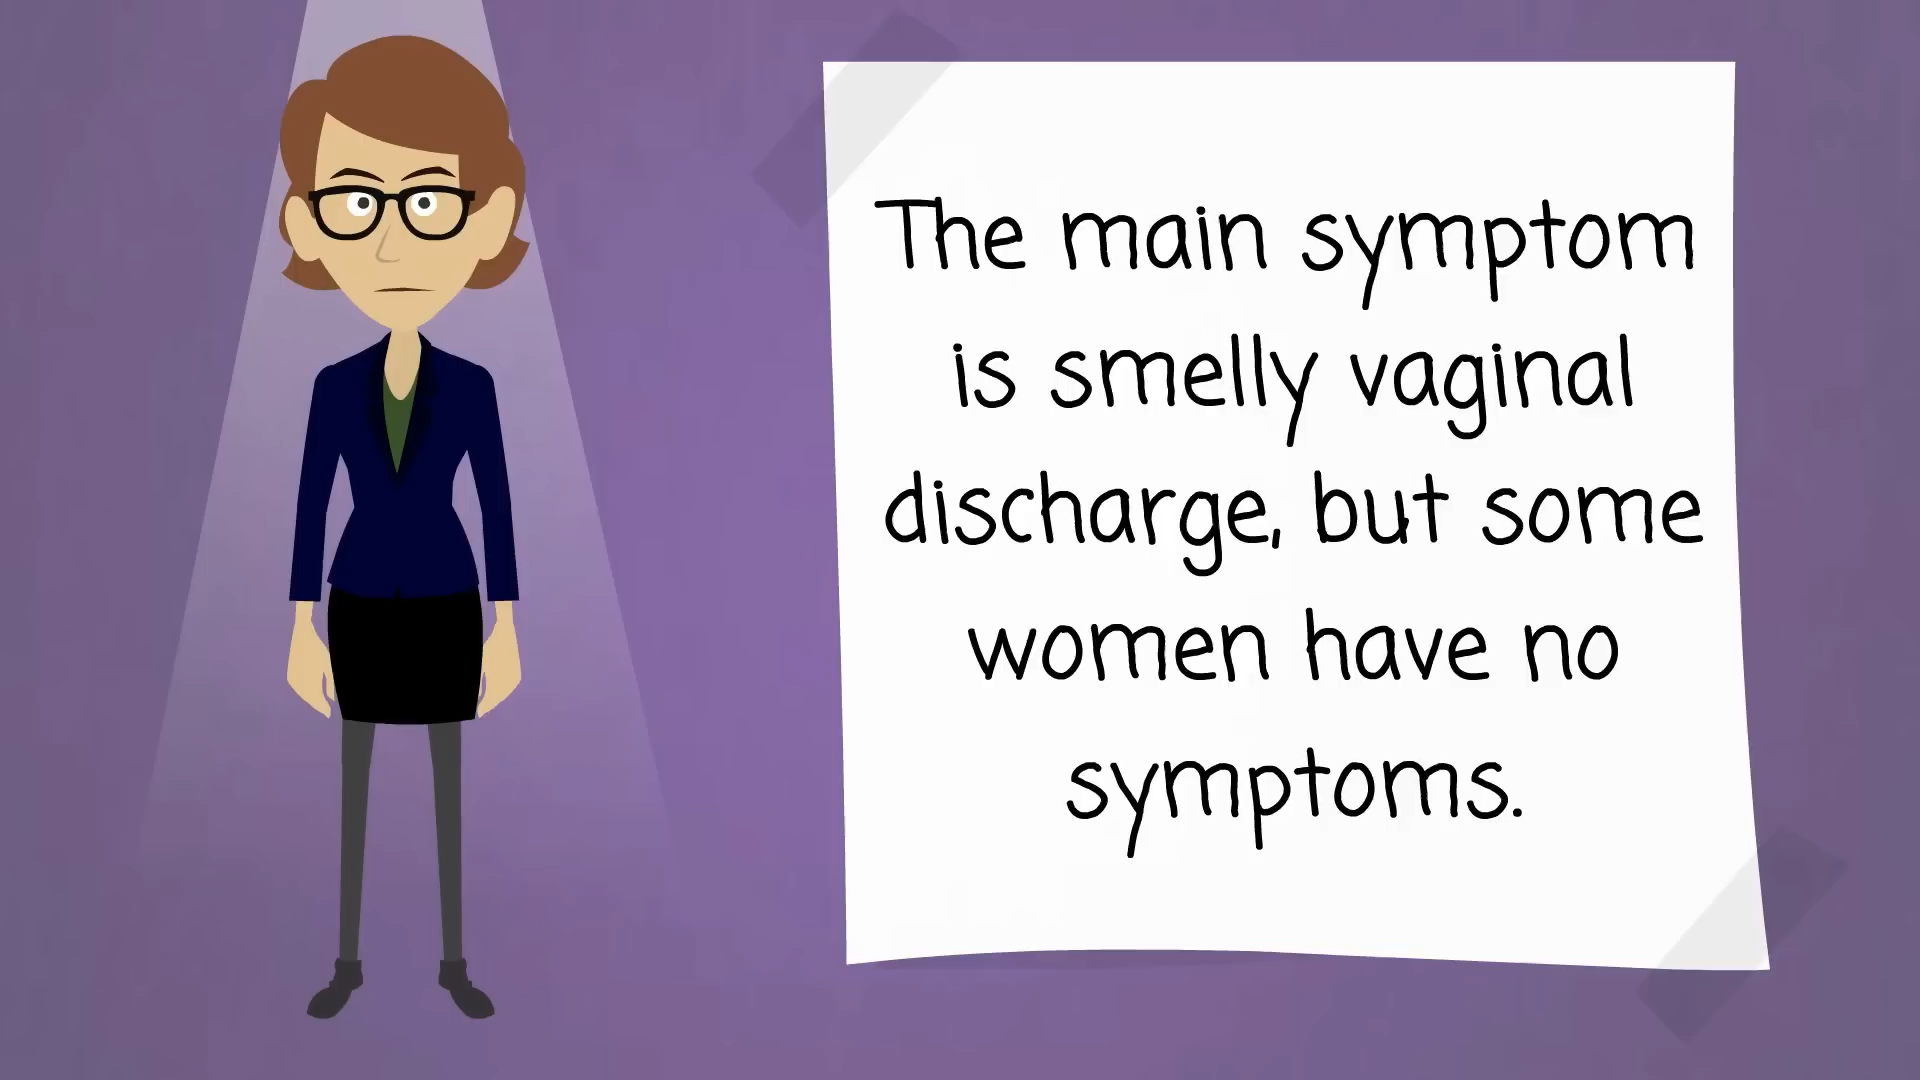 The main symptom
is smelly vaginal
discharge, but some
women have no
symptoms.